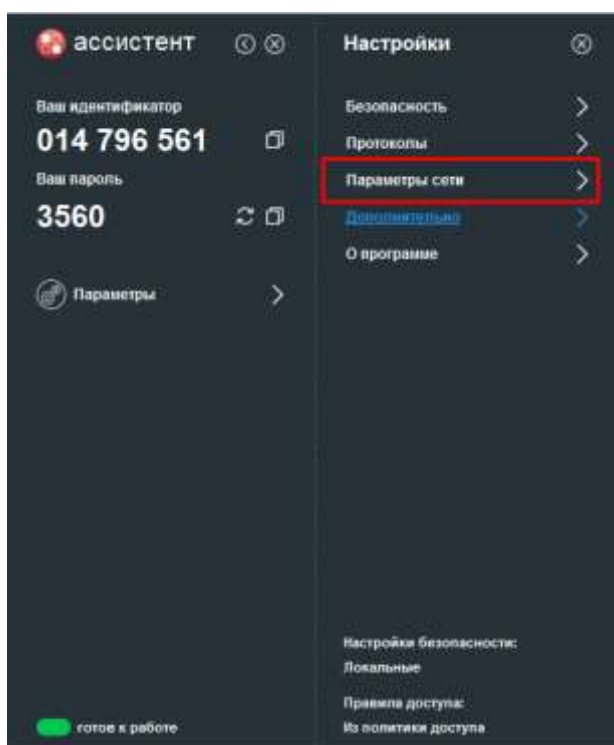 ассистент
Ваш идентификатор
014 796 561
Ваш пароль
3560
Параметры
готов к работе
Настройки
Безопасность
Протоколы
Параметры сети
Дополнительно
О программе
Настройки безопасности:
Локальные
Правила доступа:
Из политики доступа